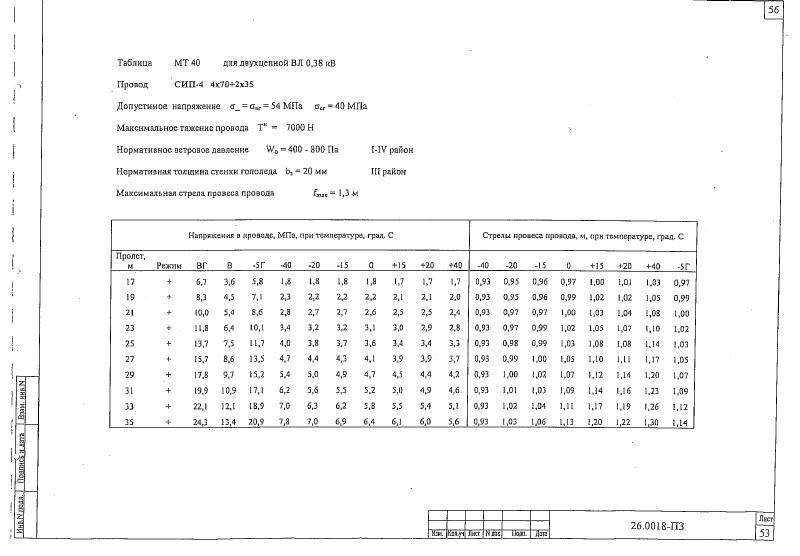 56
Таблица МТ 40 для двухцепной ВЛ 0,38 кВ
Провод СИП-4 4х70+2х35
Допустимое напряжение σ_ = σнг = 54 МПа σсг = 40 МПа
Максимальное тяжение провода Тн = 7000 Н
Нормативное ветровое давление Wo = 400 - 800 Па I-IV район
Нормативная толщина стенки гололеда bэ = 20 мм III район
Максимальная стрела провеса провода fmax = 1,3 м
Напряжения в проводе, МПа, при температуре, град. С Стрелы провеса провода, м, при температуре, град. С
Пролет, м Режим ВГ В -5Г -40 -20 -15 0 +15 +20 +40 -40 -20 -15 0 +15 +20 +40 -5Г
17 + 6,7 3,6 5,8 1,8 1,8 1,8 1,8 1,7 1,7 1,7 0,93 0,95 0,96 0,97 1,00 1,01 1,03 0,97
19 + 8,3 4,5 7,1 2,3 2,2 2,2 2,2 2,1 2,1 2,0 0,93 0,95 0,96 0,99 1,02 1,02 1,05 0,99
21 + 10,0 5,4 8,6 2,8 2,7 2,7 2,6 2,5 2,5 2,4 0,93 0,97 0,97 1,00 1,03 1,04 1,08 1,00
23 + 11,8 6,4 10,1 3,4 3,2 3,2 3,1 3,0 2,9 2,8 0,93 0,97 0,99 1,02 1,05 1,07 1,10 1,02
25 + 13,7 7,5 11,7 4,0 3,8 3,7 3,6 3,4 3,4 3,3 0,93 0,98 0,99 1,03 1,08 1,08 1,14 1,03
27 + 15,7 8,6 13,5 4,7 4,4 4,3 4,1 3,9 3,9 3,7 0,93 0,99 1,00 1,05 1,10 1,11 1,17 1,05
29 + 17,8 9,7 15,2 5,4 5,0 4,9 4,7 4,5 4,4 4,2 0,93 1,00 1,02 1,07 1,12 1,14 1,20 1,07
31 + 19,9 10,9 17,1 6,2 5,6 5,5 5,2 5,0 4,9 4,6 0,93 1,01 1,03 1,09 1,14 1,16 1,23 1,09
33 + 22,1 12,1 18,9 7,0 6,3 6,2 5,8 5,5 5,4 5,1 0,93 1,02 1,04 1,11 1,17 1,19 1,26 1,12
35 + 24,3 13,4 20,9 7,8 7,0 6,9 6,4 6,1 6,0 5,6 0,93 1,03 1,06 1,13 1,20 1,22 1,30 1,14
Взам. инв.N
Подпись и дата
Инв.N подл.
Изм. Кол.уч Лист N док. Подп. Дата
26.0018-ПЗ
Лист
53